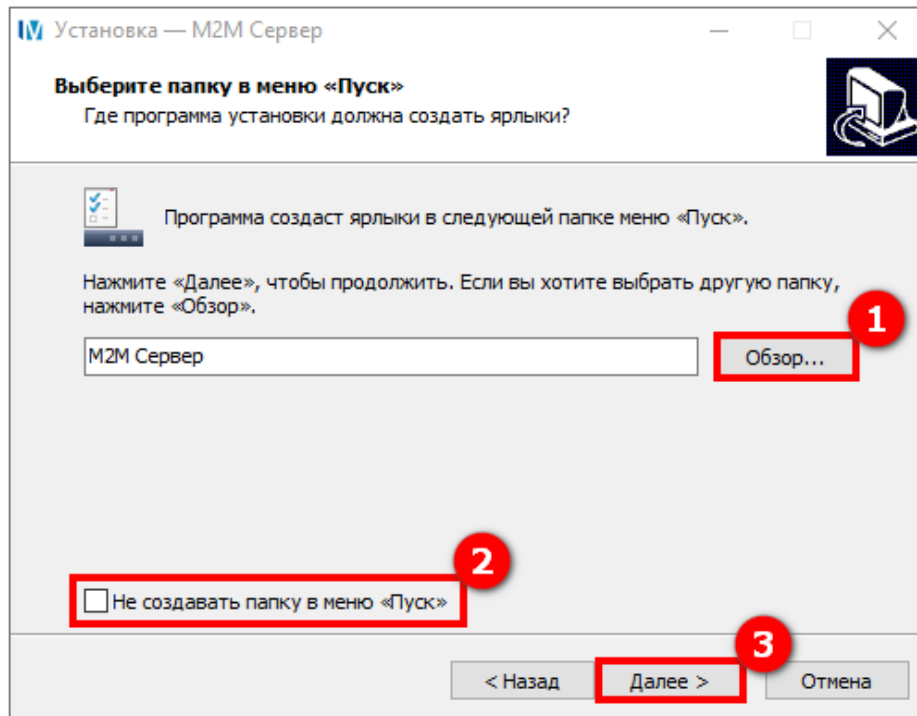 Установка — M2M Сервер
Выберите папку в меню «Пуск»
Где программа установки должна создать ярлыки?
Программа создаст ярлыки в следующей папке меню «Пуск».
Нажмите «Далее», чтобы продолжить. Если вы хотите выбрать другую папку,
нажмите «Обзор».
1
M2M Сервер
Обзор...
2
Не создавать папку в меню «Пуск»
3
< Назад
Далее >
Отмена